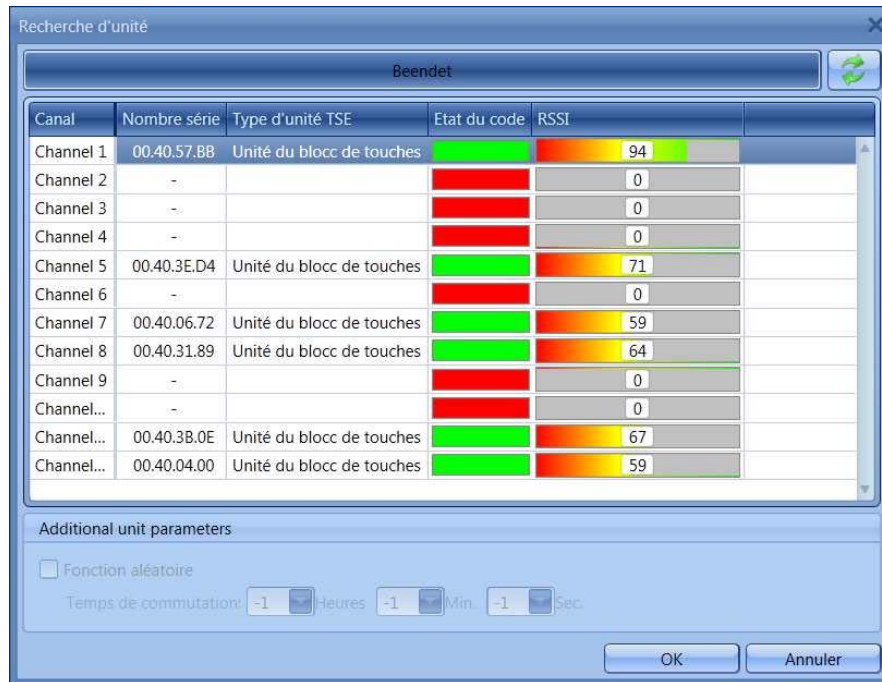 Recherche d'unité
Beendet
Canal Nombre série Type d'unité TSE Etat du code RSSI
Channel 1 00.40.57.BB Unité du blocc de touches 94
Channel 2 - 0
Channel 3 - 0
Channel 4 - 0
Channel 5 00.40.3E.D4 Unité du blocc de touches 71
Channel 6 - 0
Channel 7 00.40.06.72 Unité du blocc de touches 59
Channel 8 00.40.31.89 Unité du blocc de touches 64
Channel 9 - 0
Channel... - 0
Channel... 00.40.3B.0E Unité du blocc de touches 67
Channel... 00.40.04.00 Unité du blocc de touches 59
Additional unit parameters
Fonction aléatoire
Temps de commutation: -1 Heures -1 Min. -1 Sec.
OK Annuler